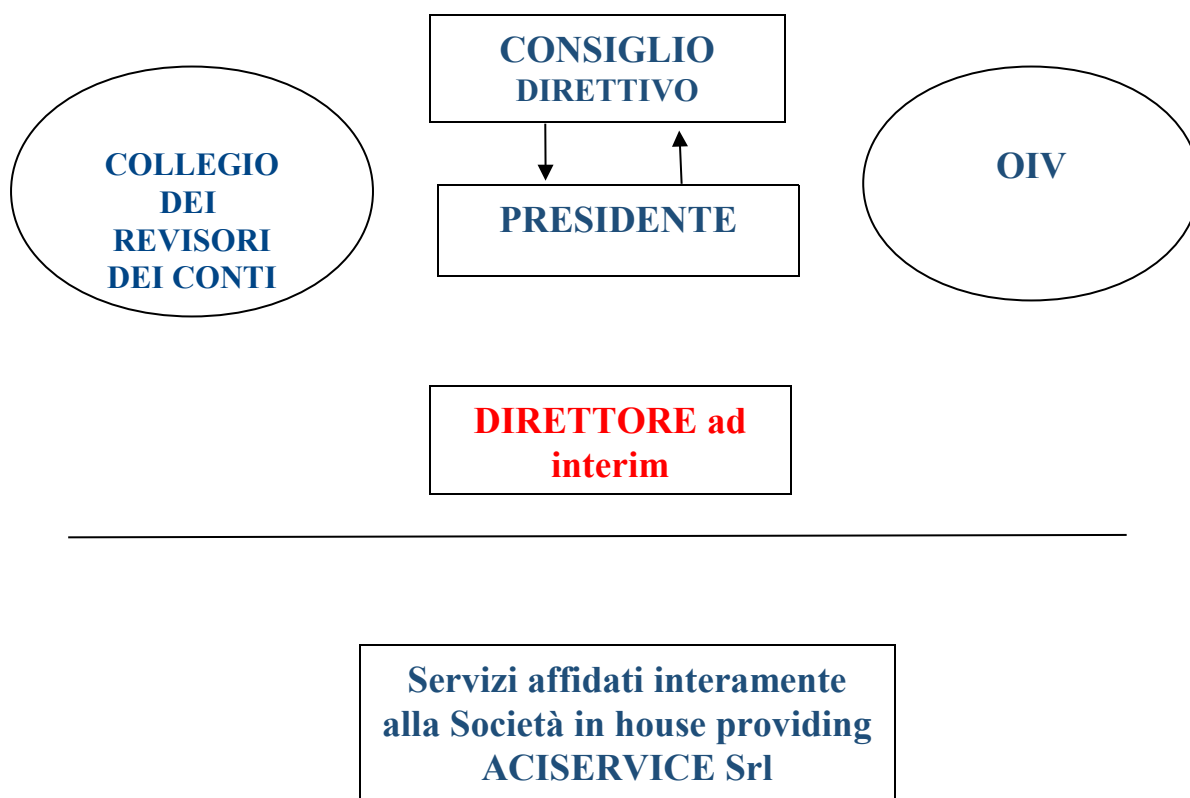 CONSIGLIO
DIRETTIVO
COLLEGIO
DEI
REVISORI
DEI CONTI
OIV
PRESIDENTE
DIRETTORE ad
interim
Servizi affidati interamente
alla Società in house providing
ACISERVICE Srl